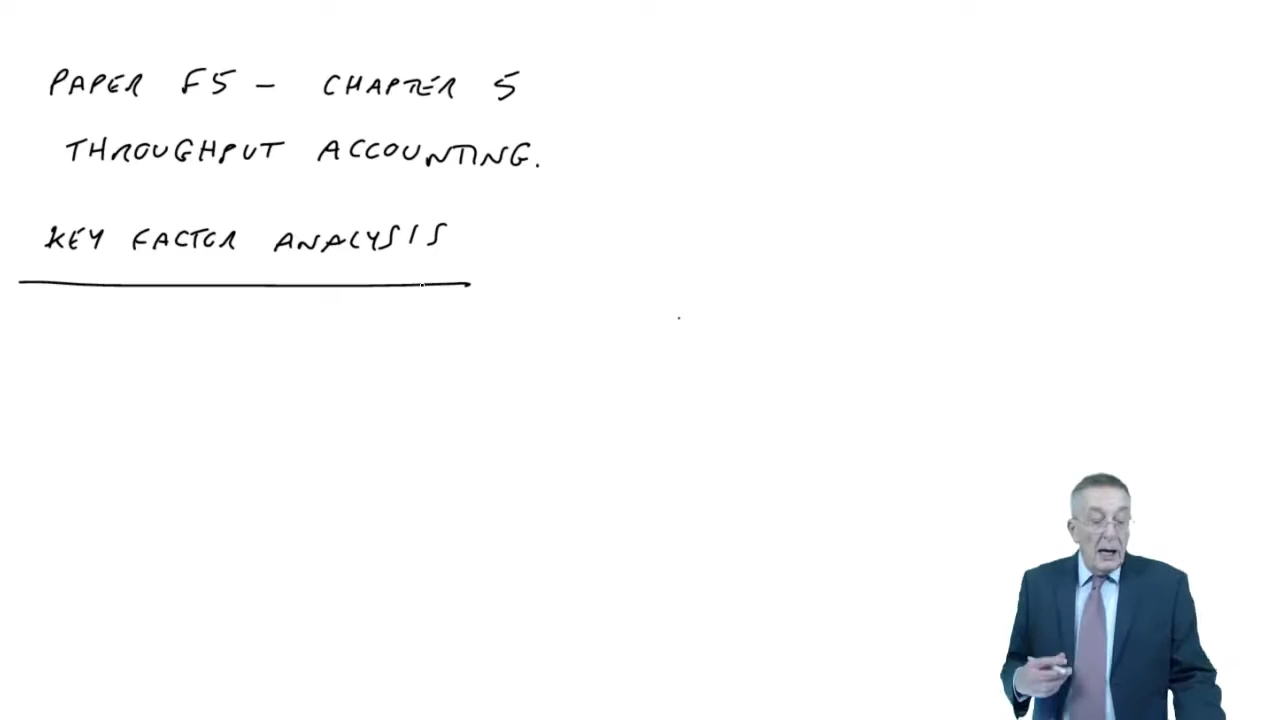 PAPER F5 - CHAPTER 5
THROUGHPUT ACCOUNTING.
KEY FACTOR ANALYSIS